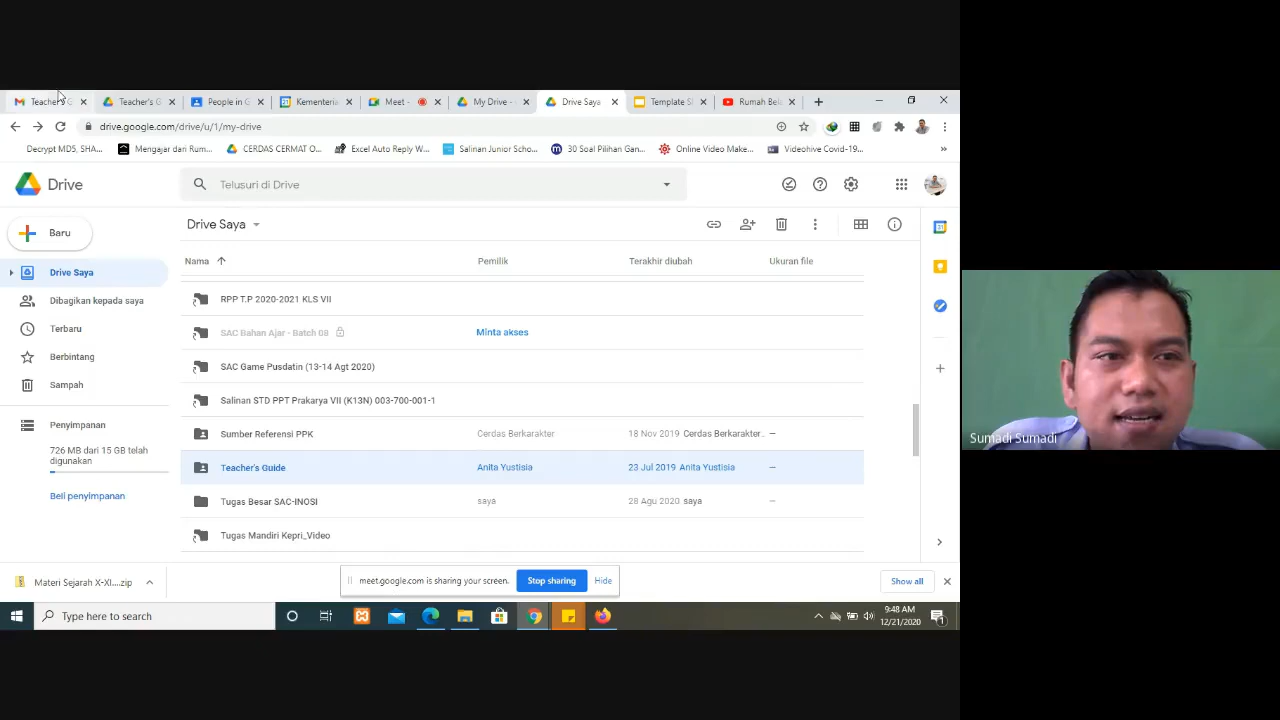 Teacher's G
Teacher's G
People in G
Kementeria
Meet -
My Drive -
Drive Saya
Template Sl
Rumah Bela
drive.google.com/drive/u/1/my-drive
Decrypt MD5, SHA...
Mengajar dari Rum...
CERDAS CERMAT O...
Excel Auto Reply W...
Salinan Junior Scho...
30 Soal Pilihan Gan...
Online Video Make...
Videohive Covid-19...
Drive
Telusuri di Drive
Baru
Drive Saya
Nama
Pemilik
Terakhir diubah
Ukuran file
Drive Saya
Dibagikan kepada saya
Terbaru
Berbintang
Sampah
Penyimpanan
726 MB dari 15 GB telah
digunakan
Beli penyimpanan
RPP T.P 2020-2021 KLS VII
SAC Bahan Ajar - Batch 08
Minta akses
SAC Game Pusdatin (13-14 Agt 2020)
Salinan STD PPT Prakarya VII (K13N) 003-700-001-1
Sumber Referensi PPK Cerdas Berkarakter 18 Nov 2019 Cerdas Berkarakter... —
Teacher's Guide Anita Yustisia 23 Jul 2019 Anita Yustisia —
Tugas Besar SAC-INOSI saya 28 Agu 2020 saya —
Tugas Mandiri Kepri_Video
Sumadi Sumadi
Materi Sejarah X-XI....zip
meet.google.com is sharing your screen.
Stop sharing
Hide
Show all
Type here to search
9:48 AM
12/21/2020